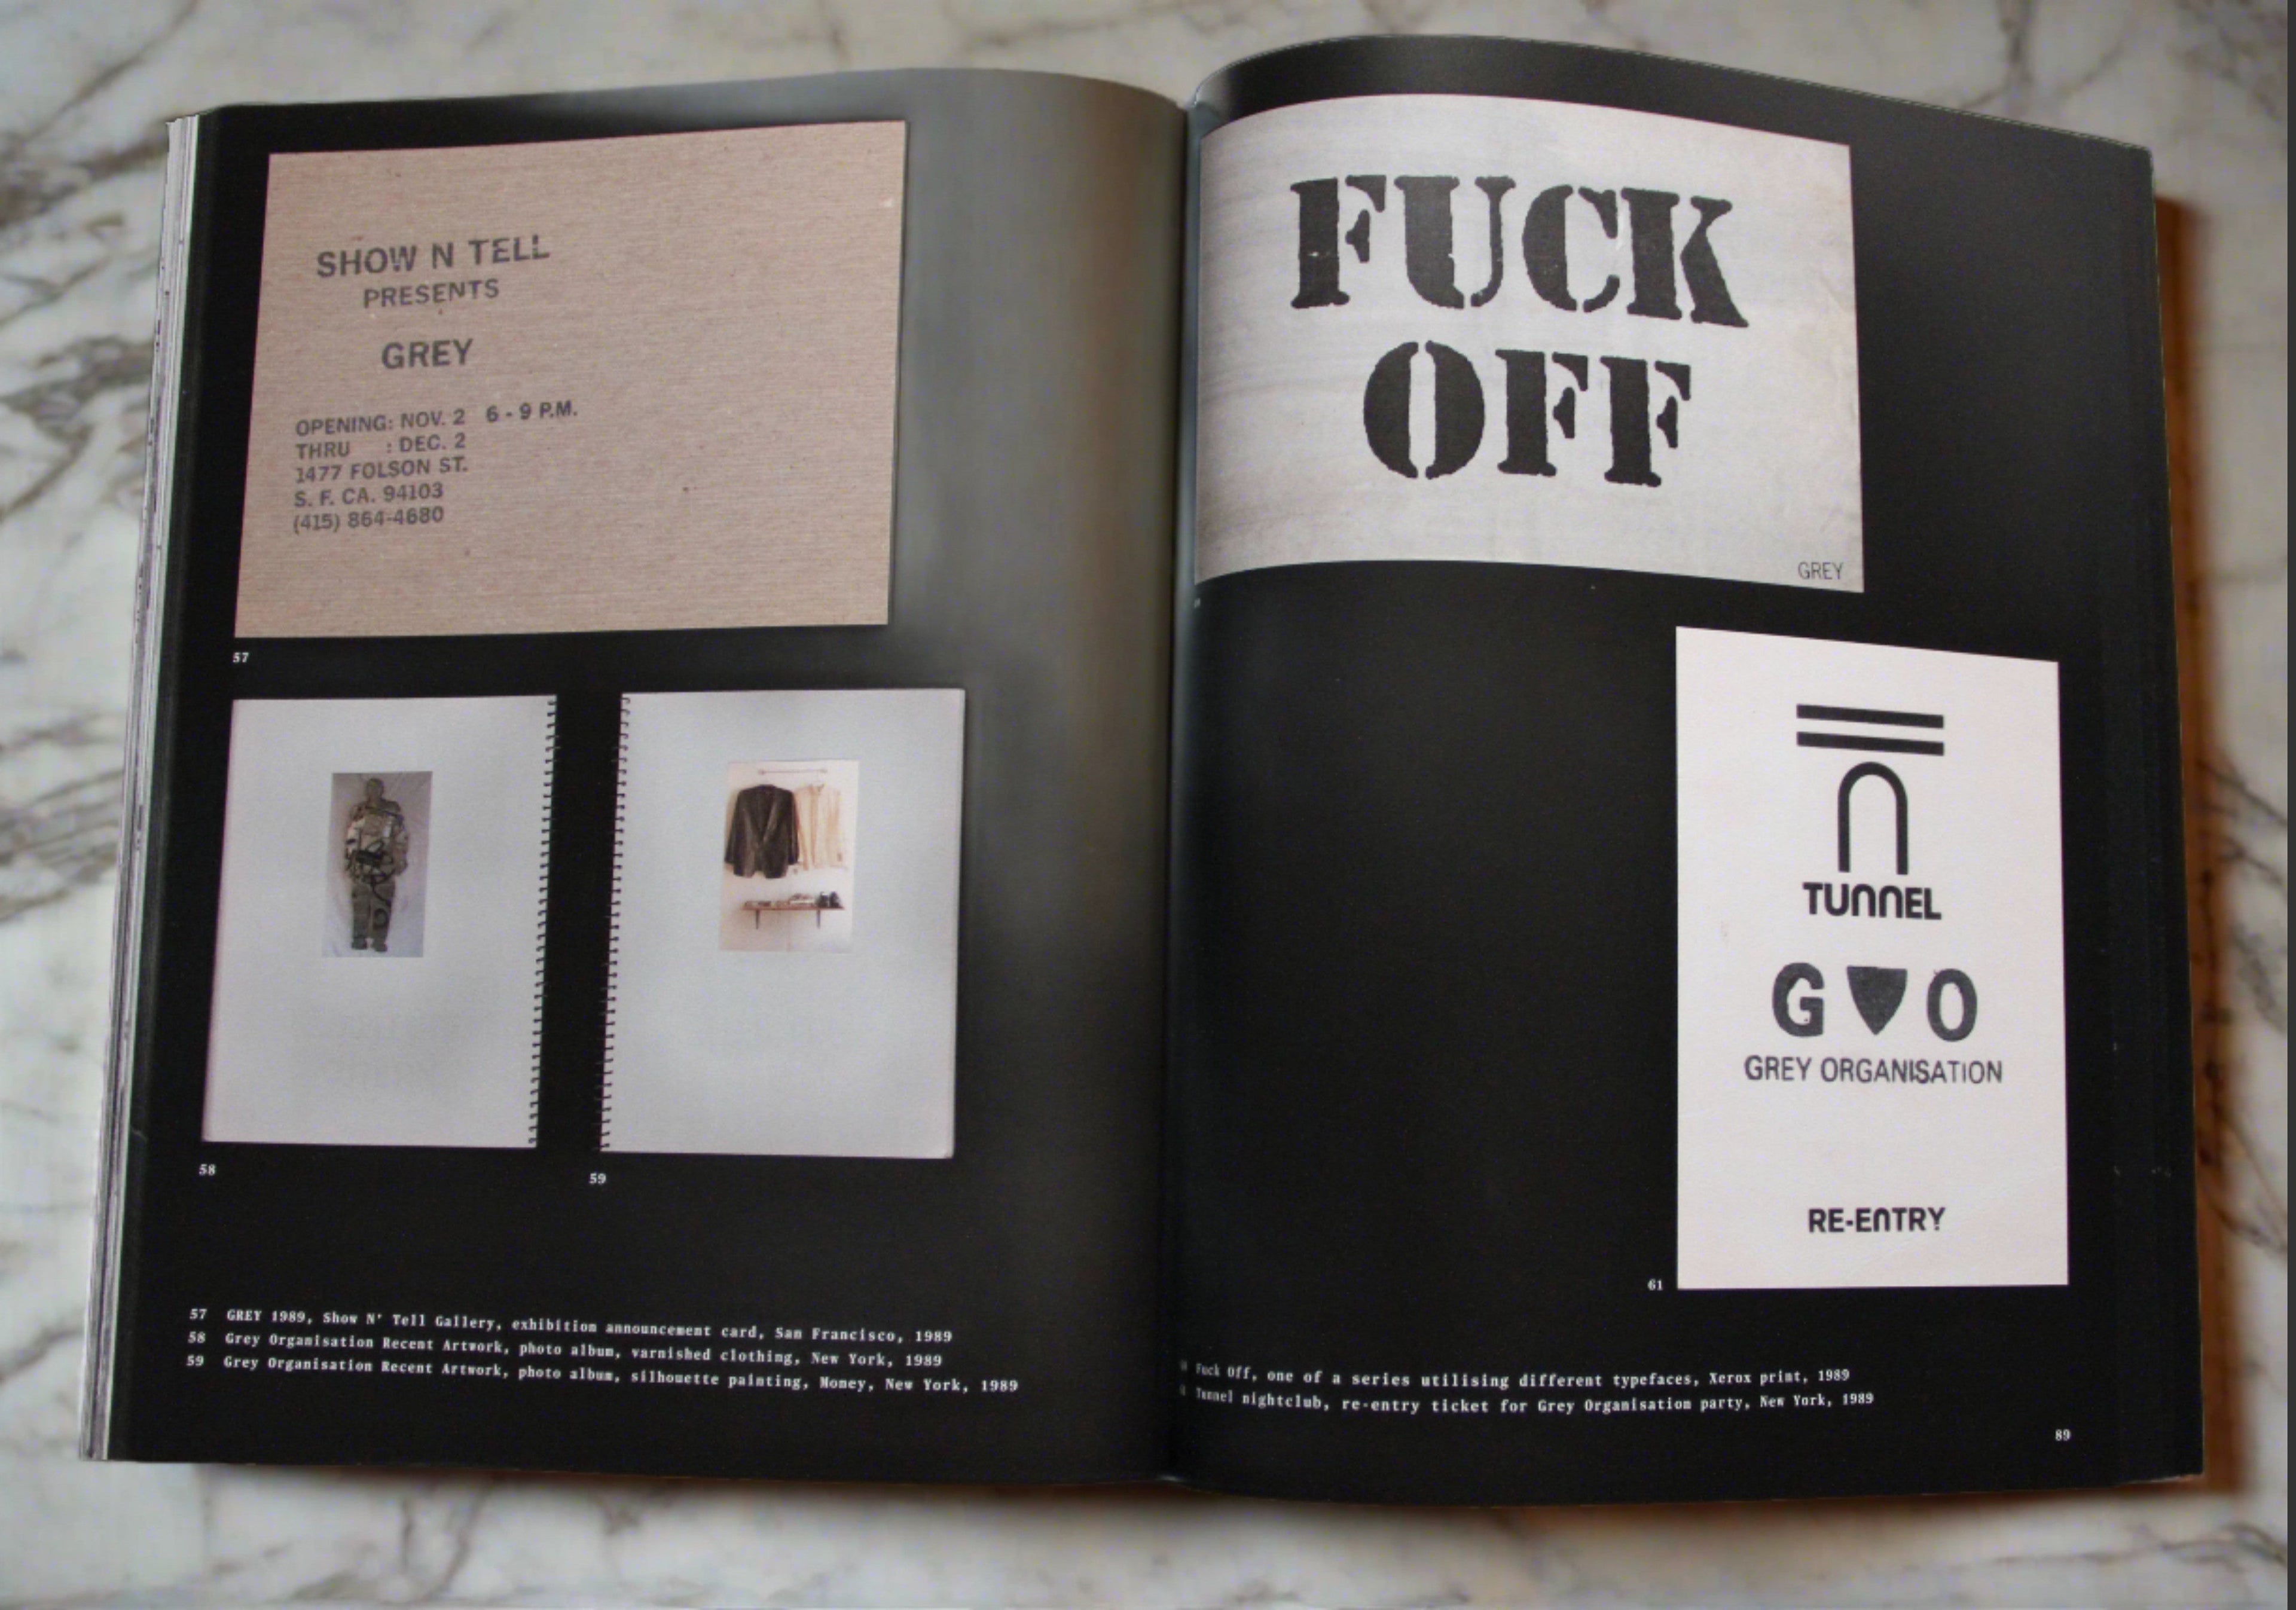 SHOW N TELL
PRESENTS
GREY
OPENING: NOV. 2 6 - 9 P.M.
THRU : DEC. 2
1477 FOLSON ST.
S. F. CA. 94103
(415) 864-4680
57
58
59
57 GREY 1989, Show N' Tell Gallery, exhibition announcement card, San Francisco, 1989
58 Grey Organisation Recent Artwork, photo album, varnished clothing, New York, 1989
59 Grey Organisation Recent Artwork, photo album, silhouette painting, Money, New York, 1989
FUCK
OFF
GREY
TUNNEL
G O
GREY ORGANISATION
RE-ENTRY
61
Fuck Off, one of a series utilising different typefaces, Xerox print, 1989
Tunnel nightclub, re-entry ticket for Grey Organisation party, New York, 1989
89